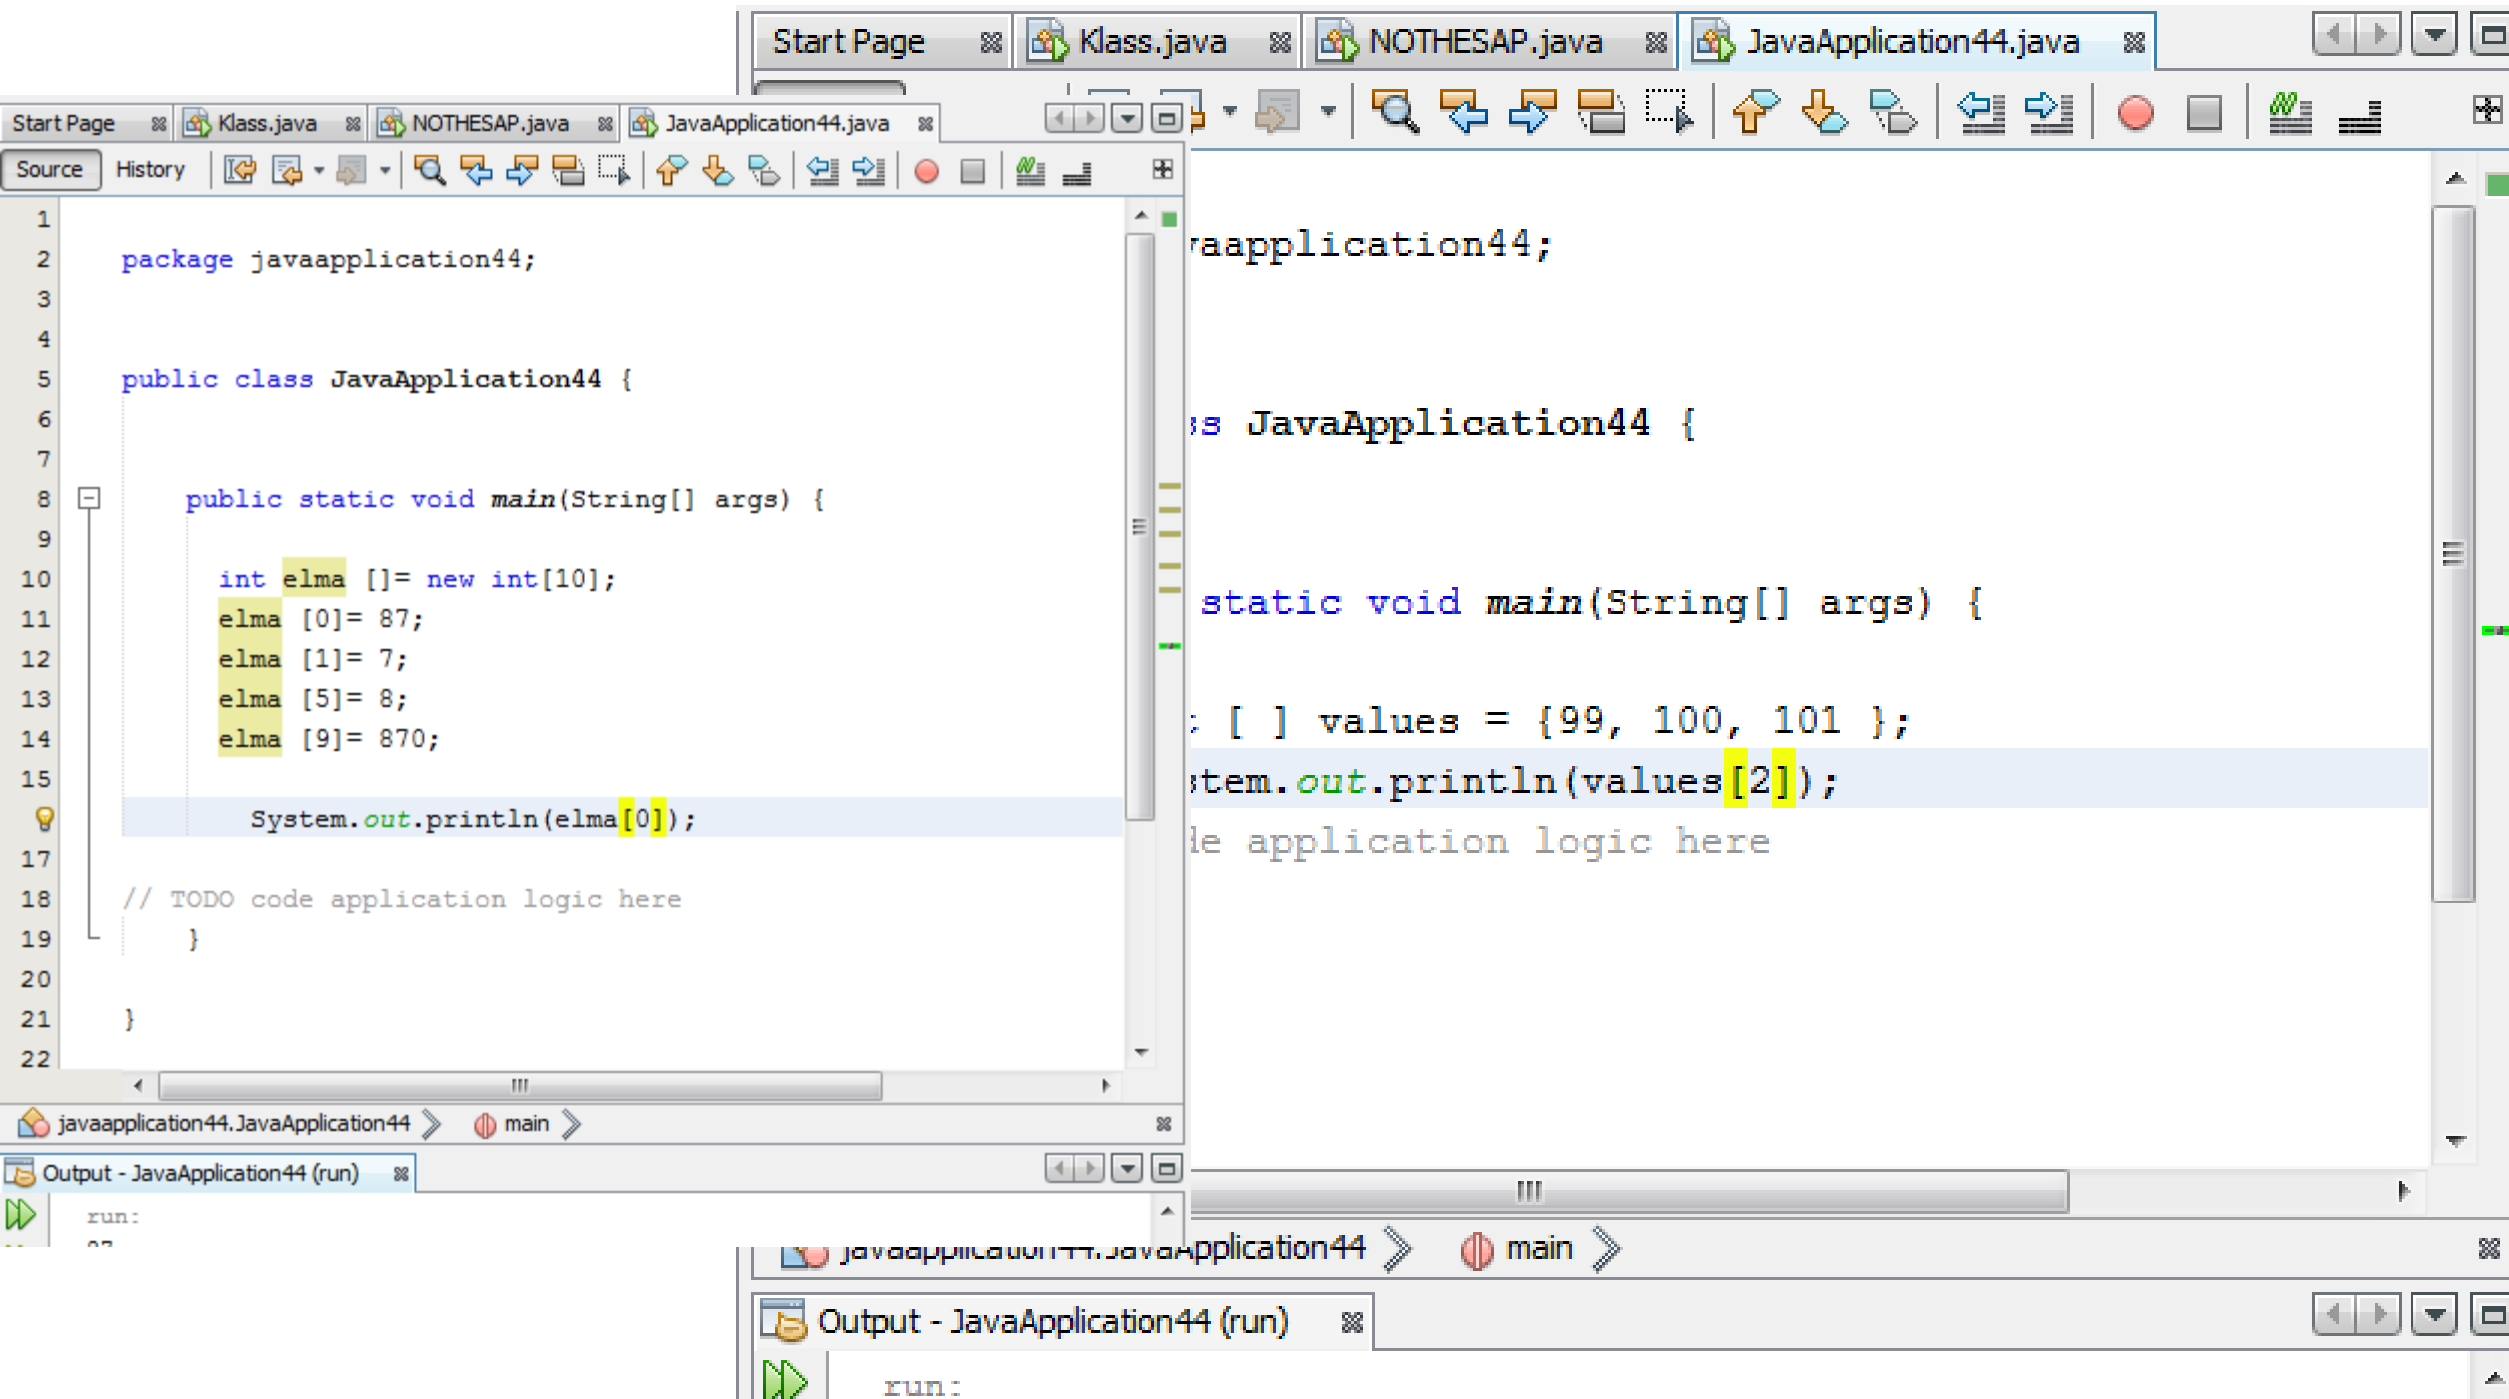 Start Page Klass.java NOTHESAP.java JavaApplication44.java
Source History
1
2 package javaapplication44;
3
4
5 public class JavaApplication44 {
6
7
8 public static void main(String[] args) {
9
10 int elma []= new int[10];
11 elma [0]= 87;
12 elma [1]= 7;
13 elma [5]= 8;
14 elma [9]= 870;
15
System.out.println(elma[0]);
17
18 // TODO code application logic here
19 }
20
21 }
22
javaapplication44.JavaApplication44 main
Output - JavaApplication44 (run)
run:
Start Page Klass.java NOTHESAP.java JavaApplication44.java
aapplication44;
s JavaApplication44 {
static void main(String[] args) {
[ ] values = {99, 100, 101 };
tem.out.println(values[2]);
e application logic here
javaapplication44.JavaApplication44 main
Output - JavaApplication44 (run)
run: